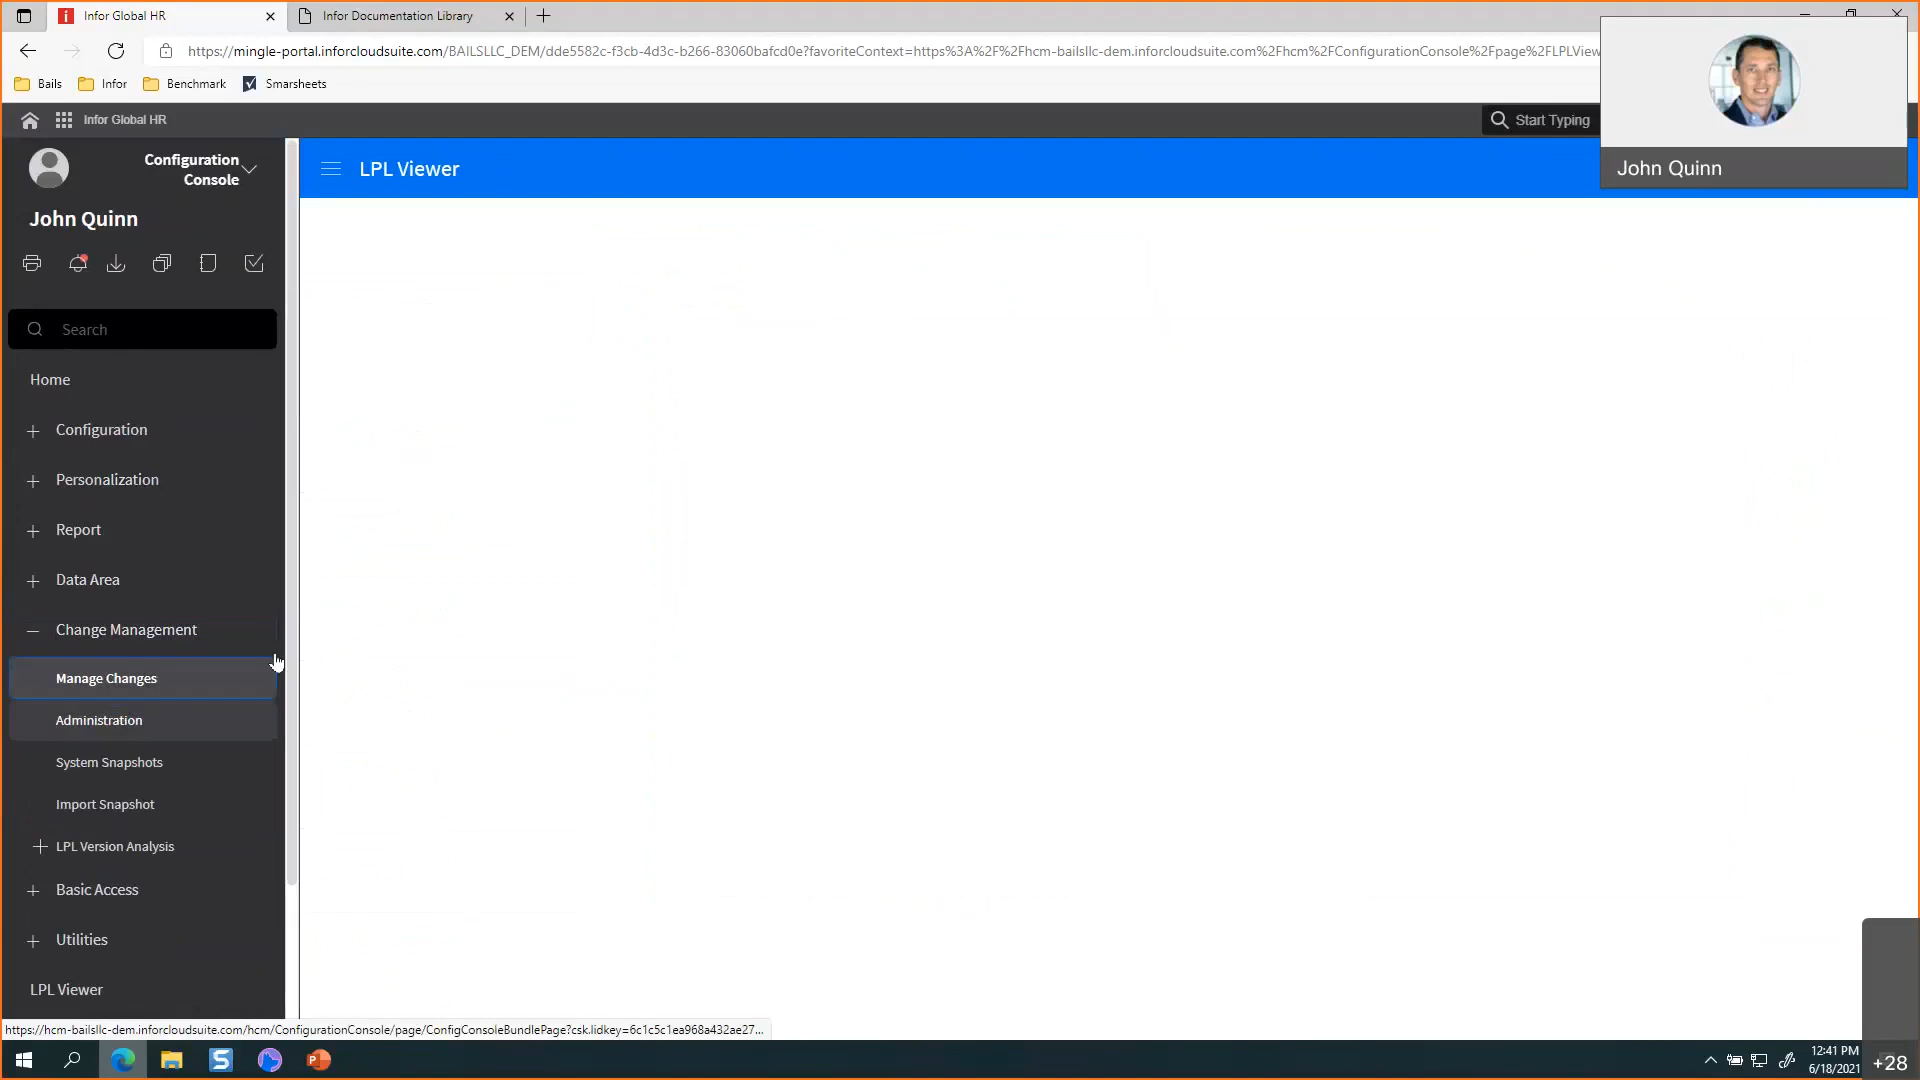 Infor Global HR
Infor Documentation Library
https://mingle-portal.inforcloudsuite.com/BAILSLLC_DEM/dde5582c-f3cb-4d3c-b266-83060bafcd0e?favoriteContext=https%3A%2F%2Fhcm-bailsllc-dem.inforcloudsuite.com%2Fhcm%2FConfigurationConsole%2Fpage%2FLPLView
Bails
Infor
Benchmark
Smarsheets
Infor Global HR
Start Typing
John Quinn
Configuration
Console
LPL Viewer
John Quinn
Search
Home
Configuration
Personalization
Report
Data Area
Change Management
Manage Changes
Administration
System Snapshots
Import Snapshot
LPL Version Analysis
Basic Access
Utilities
LPL Viewer
https://hcm-bailsllc-dem.inforcloudsuite.com/hcm/ConfigurationConsole/page/ConfigConsoleBundlePage?csk.lidkey=6c1c5c1ea968a432ae27...
12:41 PM
6/18/2021
+28